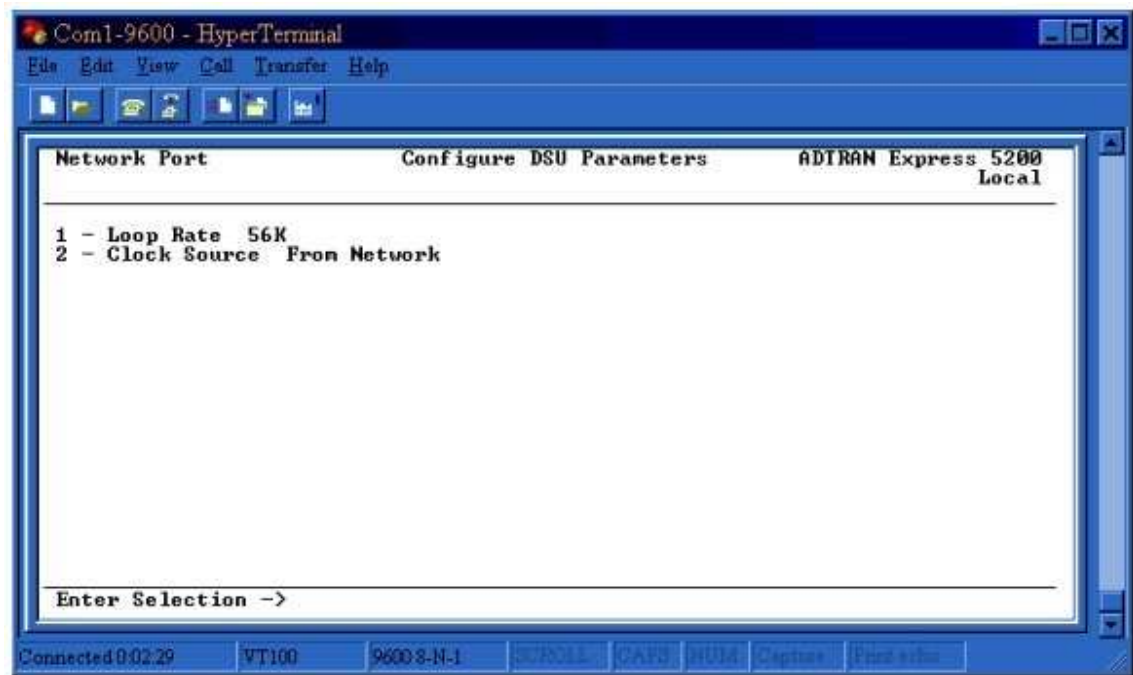 Com1-9600 - HyperTerminal
File Edit View Call Transfer Help
Network Port Configure DSU Parameters ADTRAN Express 5200
Local
1 - Loop Rate 56K
2 - Clock Source From Network
Enter Selection ->
Connected 0:02:29 VT100 9600 8-N-1 SCROLL CAPS NUM Capture Print echo